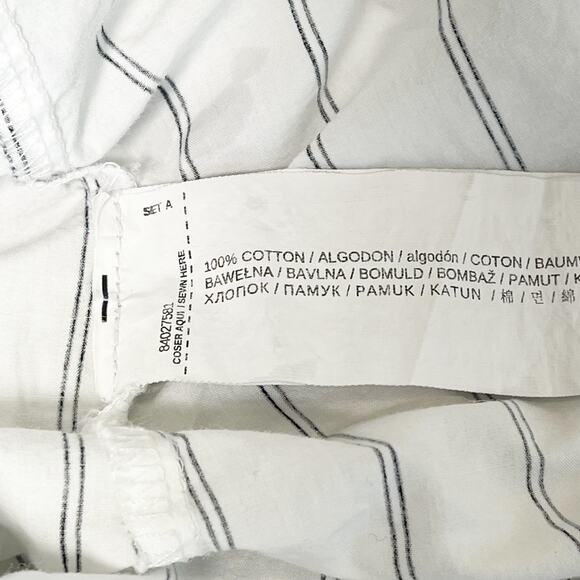 SET A
84027581
COSER AQUI / SEWN HERE
100% COTTON / ALGODON / algodón / COTON / BAUMW
BAWEŁNA / BAVLNA / BOMULD / BOMBAŽ / PAMUT / K
ХЛОПОК / ПАМУК / PAMUK / KATUN / 棉 / 면 / 綿